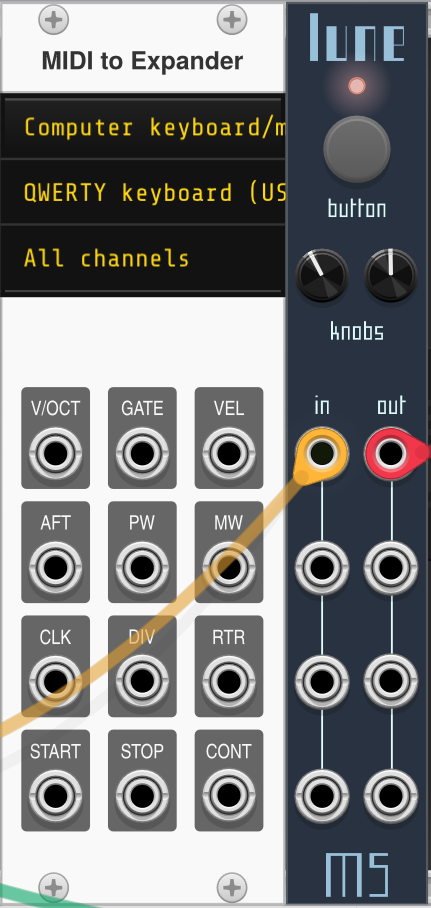 MIDI to Expander
Computer keyboard/m
QWERTY keyboard (US
All channels
V/OCT GATE VEL
AFT PW MW
CLK DIV RTR
START STOP CONT
lune
button
knobs
in out
MS